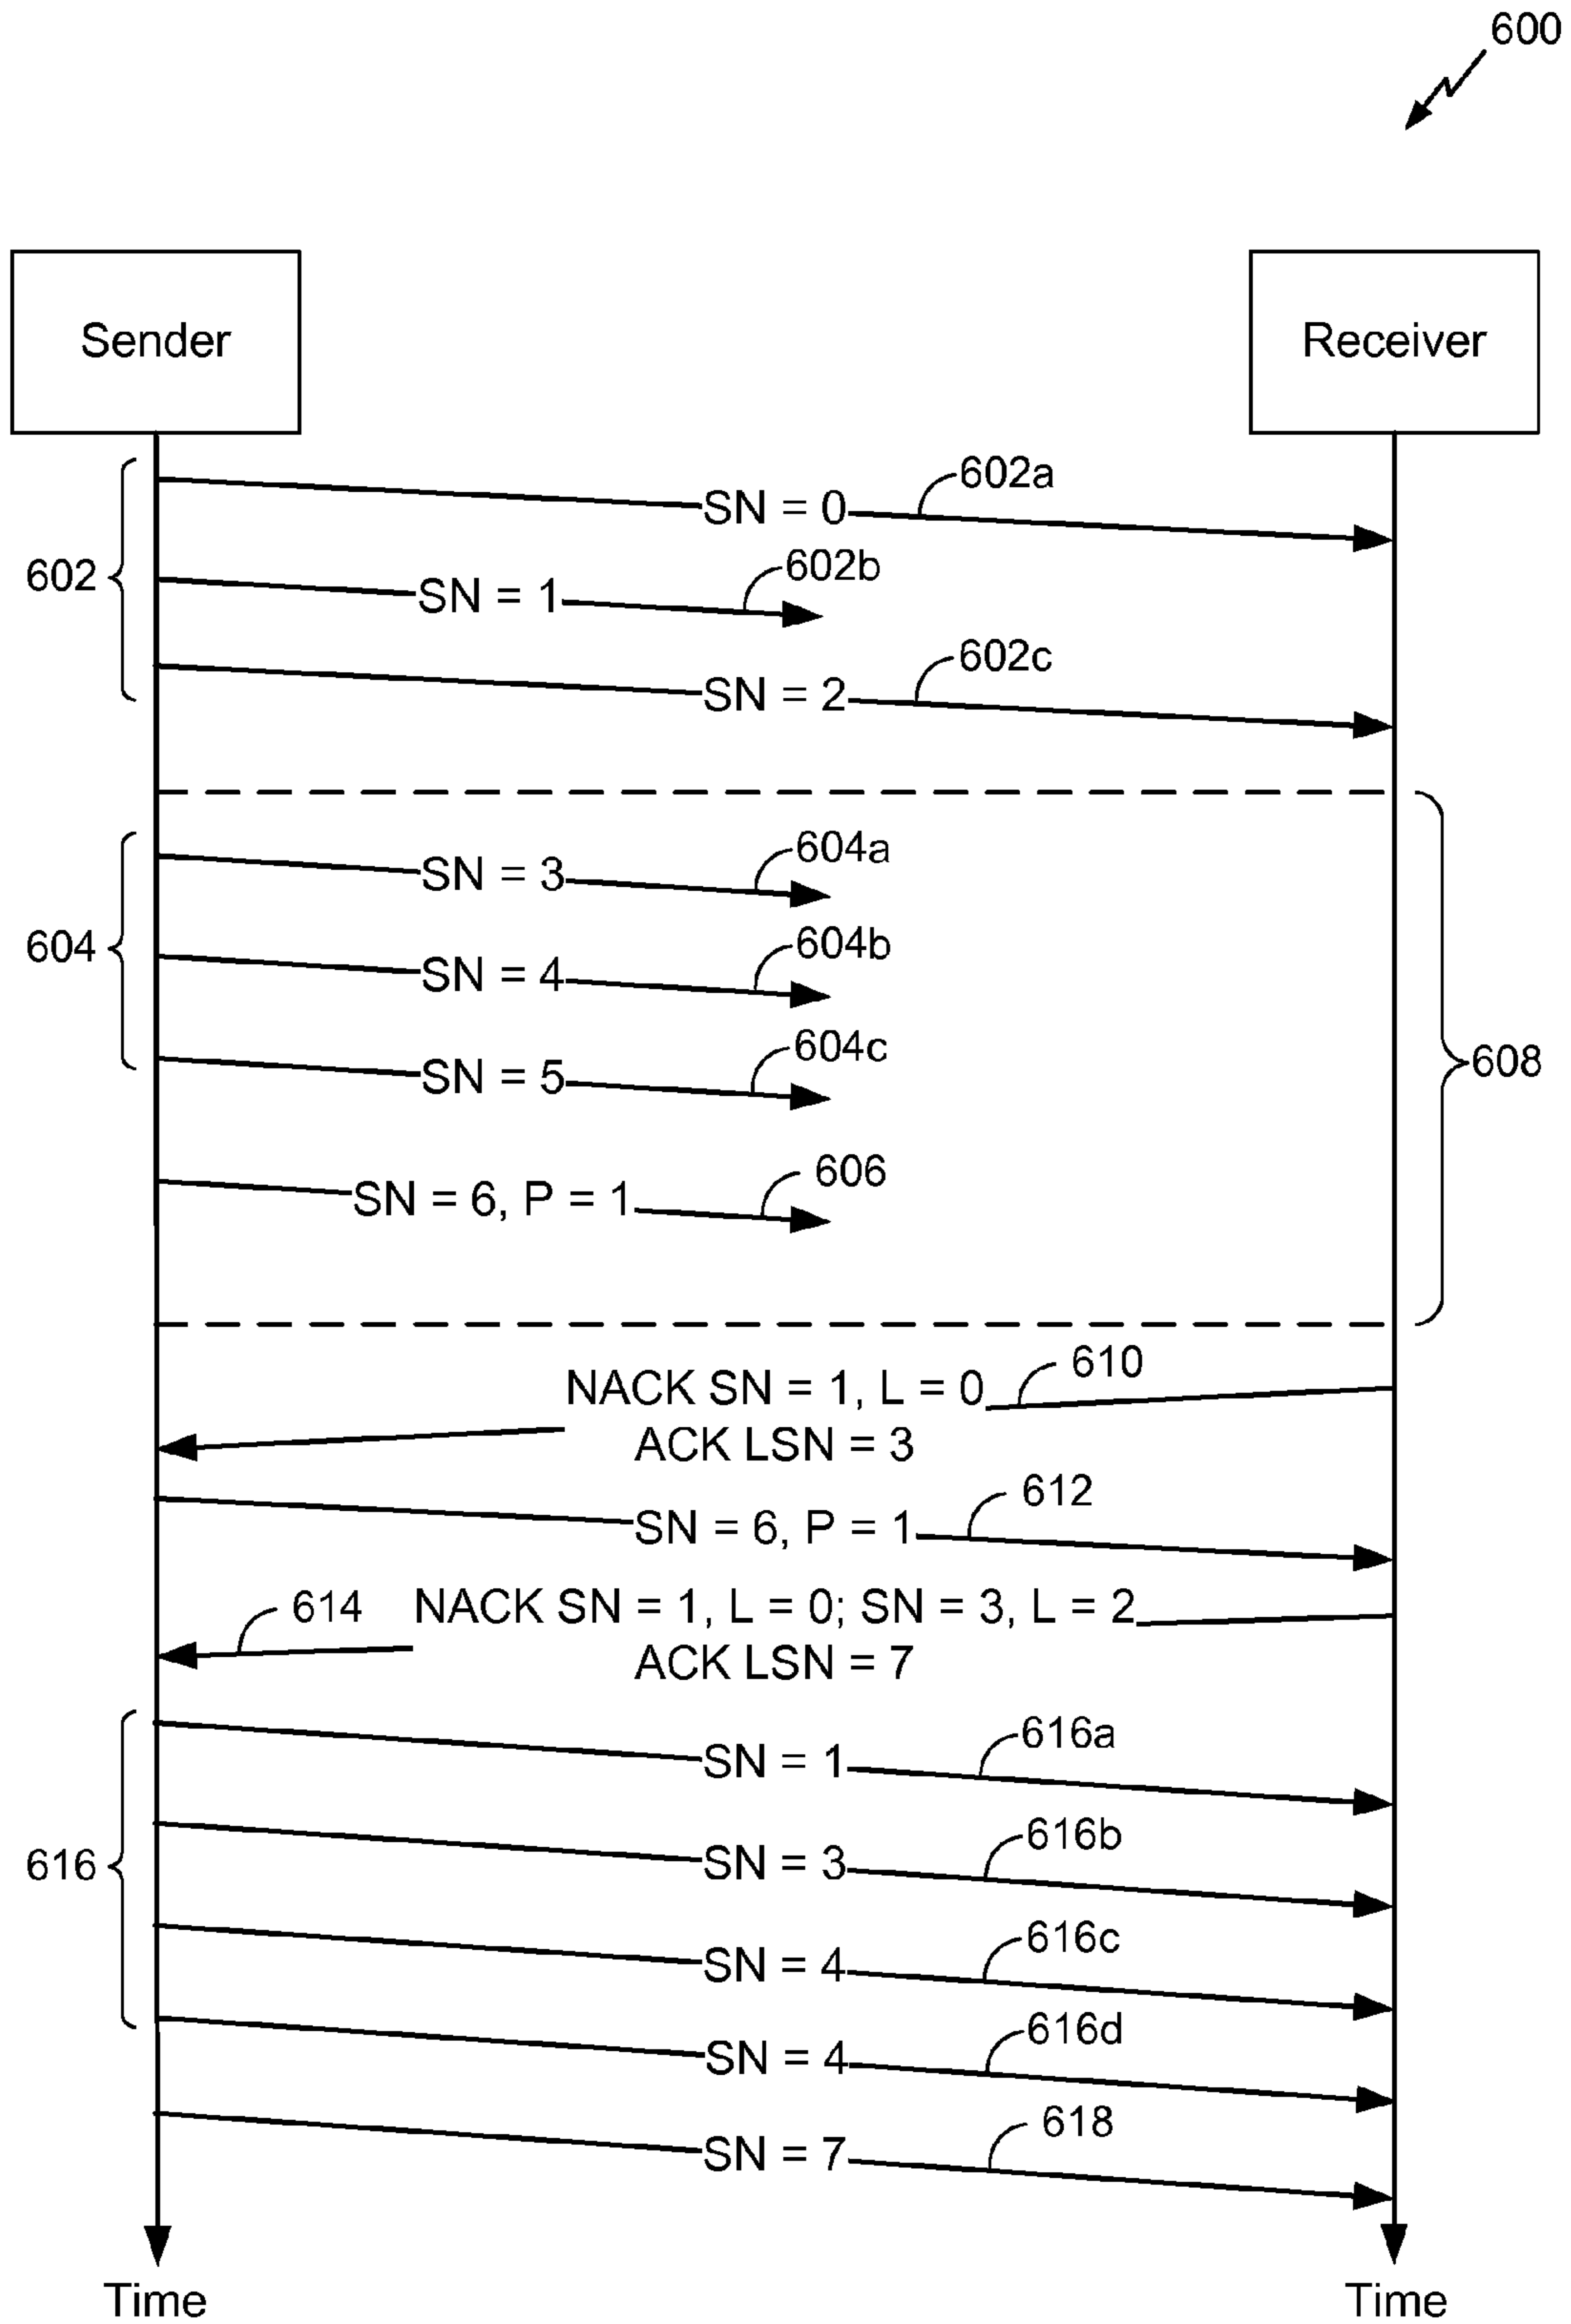 600
Sender
Receiver
602a
SN = 0
602b
602
SN = 1
602c
SN = 2
604a
SN = 3
604b
604
SN = 4
604c
SN = 5
608
606
SN = 6, P = 1
610
NACK SN = 1, L = 0
ACK LSN = 3
612
SN = 6, P = 1
614
NACK SN = 1, L = 0; SN = 3, L = 2
ACK LSN = 7
616a
SN = 1
616b
616
SN = 3
616c
SN = 4
616d
SN = 4
618
SN = 7
Time
Time